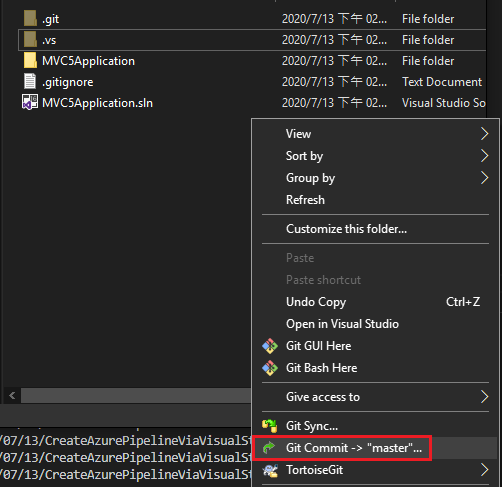 .git 2020/7/13 下午 02... File folder
.vs 2020/7/13 下午 02... File folder
MVC5Application 2020/7/13 下午 02... File folder
.gitignore 2020/7/13 下午 02... Text Document
MVC5Application.sln 2020/7/13 下午 02... Visual Studio So
View
Sort by
Group by
Refresh
Customize this folder...
Paste
Paste shortcut
Undo Copy Ctrl+Z
Open in Visual Studio
Git GUI Here
Git Bash Here
Give access to
Git Sync...
Git Commit -> "master"...
TortoiseGit
/07/13/CreateAzurePipelineViaVisualSt
/07/13/CreateAzurePipelineViaVisualSt
/07/13/CreateAzurePipelineViaVisualSt